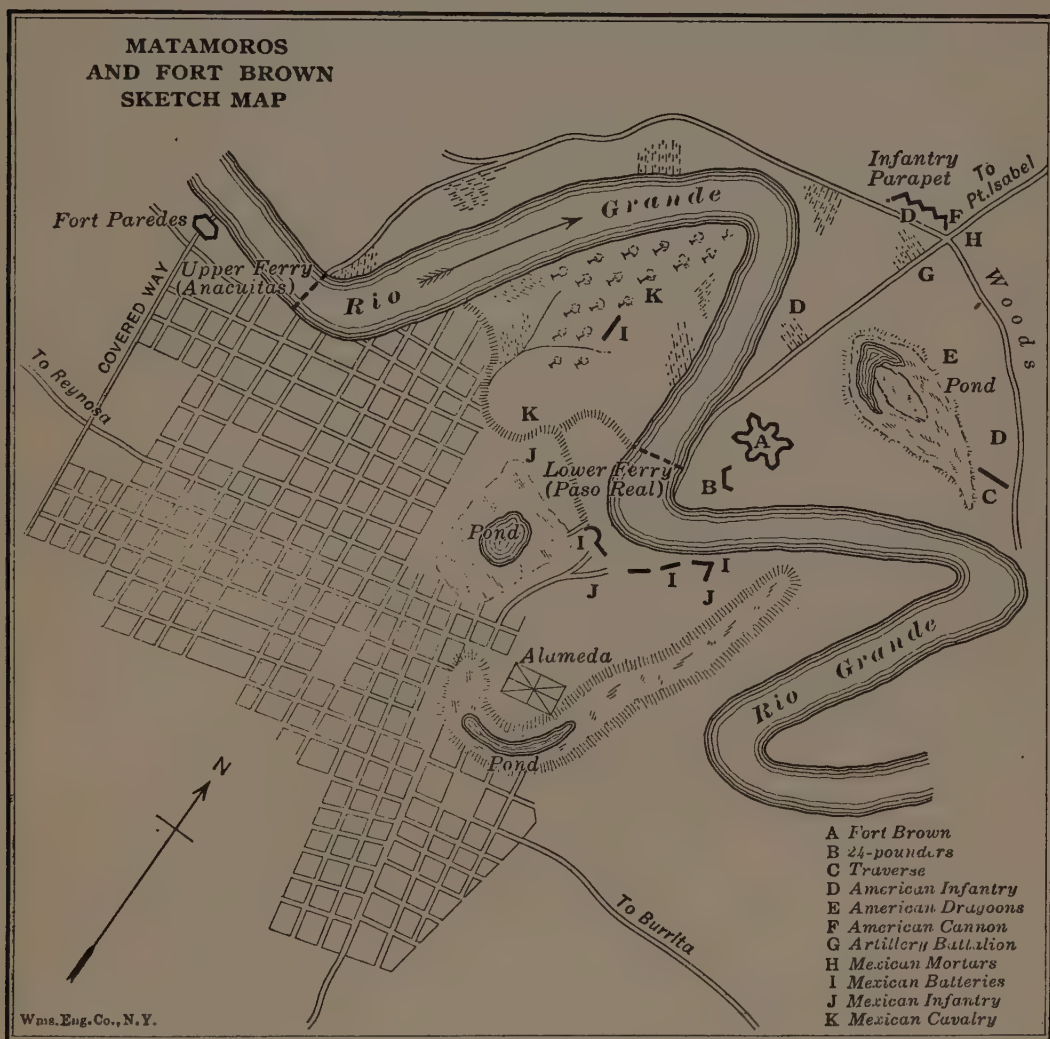 MATAMOROS
AND FORT BROWN
SKETCH MAP
Infantry
Parapet
To
Pt. Isabel
D
F
H
G
Fort Paredes
Upper Ferry
(Anacuitas)
COVERED WAY
To Reynosa
Rio
Grande
K
I
D
Woods
E
Pond
D
C
K
J
A
B
Lower Ferry
(Paso Real)
Pond
I
J
I
I
J
Alameda
Pond
Rio Grande
N
To Burrita
A Fort Brown
B 24-pounders
C Traverse
D American Infantry
E American Dragoons
F American Cannon
G Artillery Battalion
H Mexican Mortars
I Mexican Batteries
J Mexican Infantry
K Mexican Cavalry
Wms. Eng. Co., N.Y.